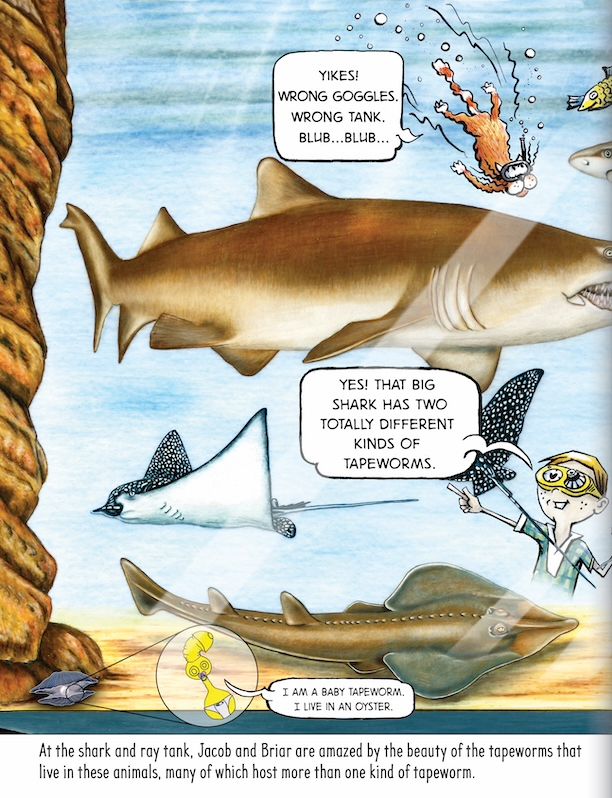 YIKES!
WRONG GOGGLES.
WRONG TANK.
BLUB...BLUB...
YES! THAT BIG
SHARK HAS TWO
TOTALLY DIFFERENT
KINDS OF
TAPEWORMS.
I AM A BABY TAPEWORM.
I LIVE IN AN OYSTER.
At the shark and ray tank, Jacob and Briar are amazed by the beauty of the tapeworms that
live in these animals, many of which host more than one kind of tapeworm.